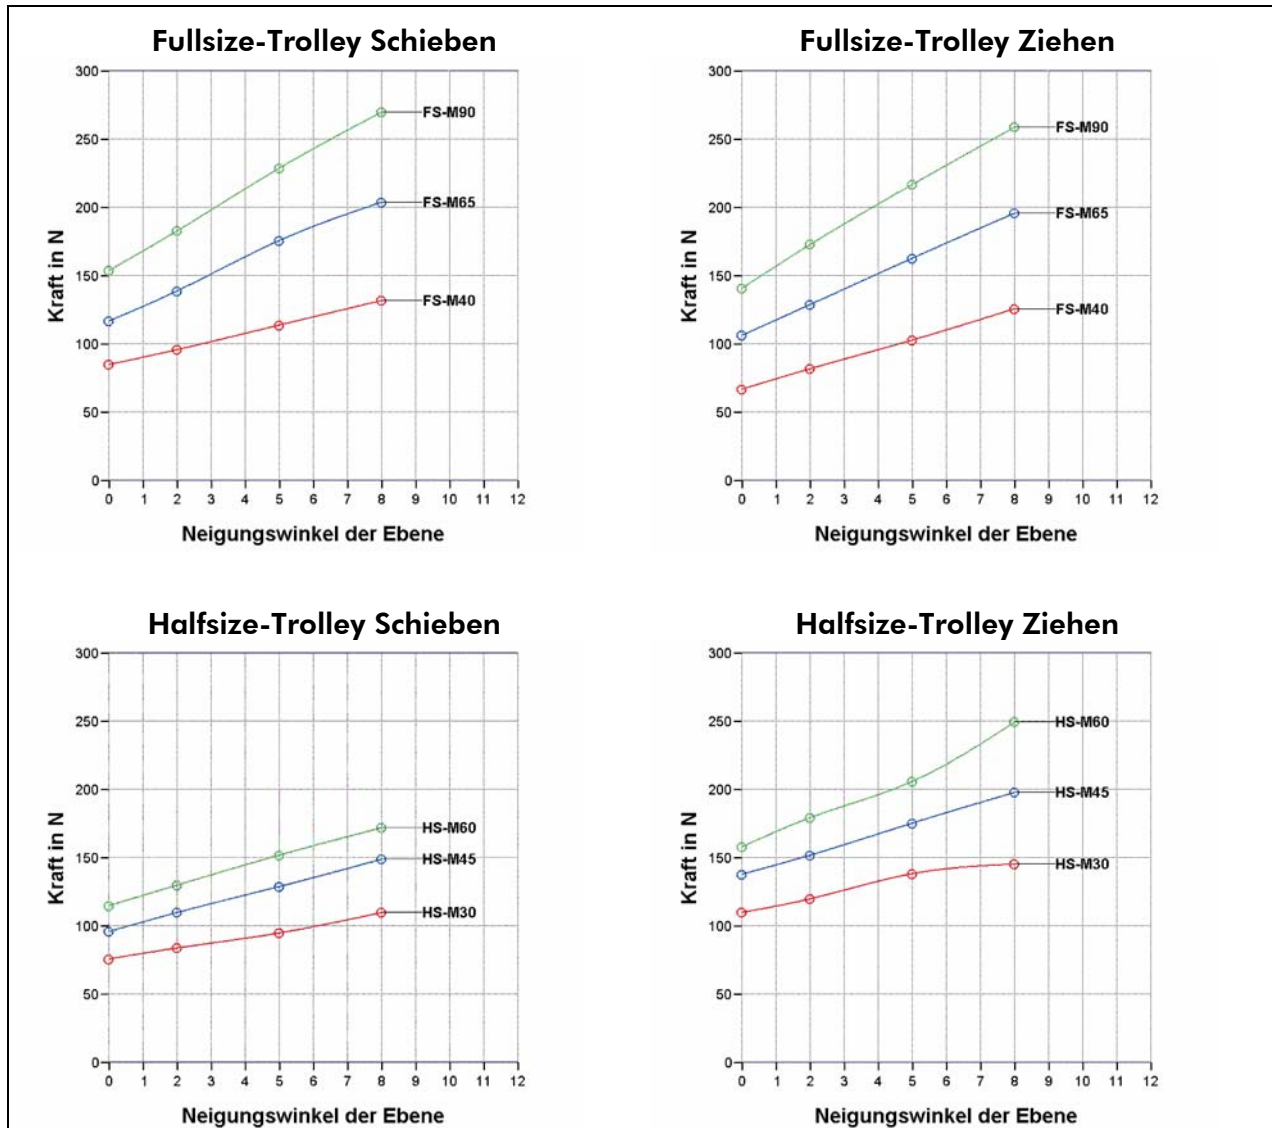 Fullsize-Trolley Schieben
300
250
200
150
100
50
0
Kraft in N
FS-M90
FS-M65
FS-M40
0 1 2 3 4 5 6 7 8 9 10 11 12
Neigungswinkel der Ebene
Fullsize-Trolley Ziehen
300
250
200
150
100
50
0
Kraft in N
FS-M90
FS-M65
FS-M40
0 1 2 3 4 5 6 7 8 9 10 11 12
Neigungswinkel der Ebene
Halfsize-Trolley Schieben
300
250
200
150
100
50
0
Kraft in N
HS-M60
HS-M45
HS-M30
0 1 2 3 4 5 6 7 8 9 10 11 12
Neigungswinkel der Ebene
Halfsize-Trolley Ziehen
300
250
200
150
100
50
0
Kraft in N
HS-M60
HS-M45
HS-M30
0 1 2 3 4 5 6 7 8 9 10 11 12
Neigungswinkel der Ebene